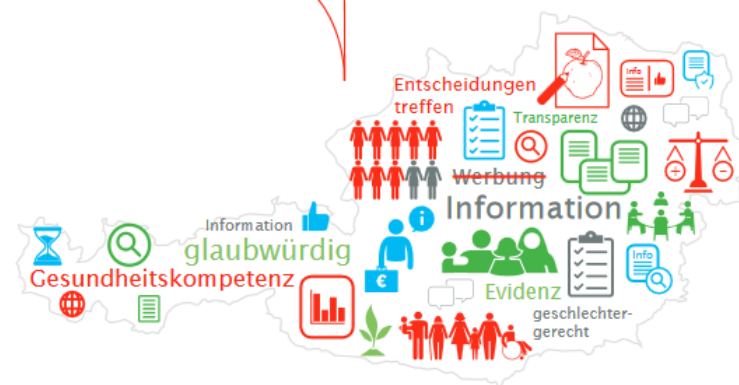 Entscheidungen
treffen
Info
Transparenz
Werbung
Information
i
Information
glaubwürdig
Gesundheitskompetenz
€
Info
Evidenz
geschlechter-
gerecht